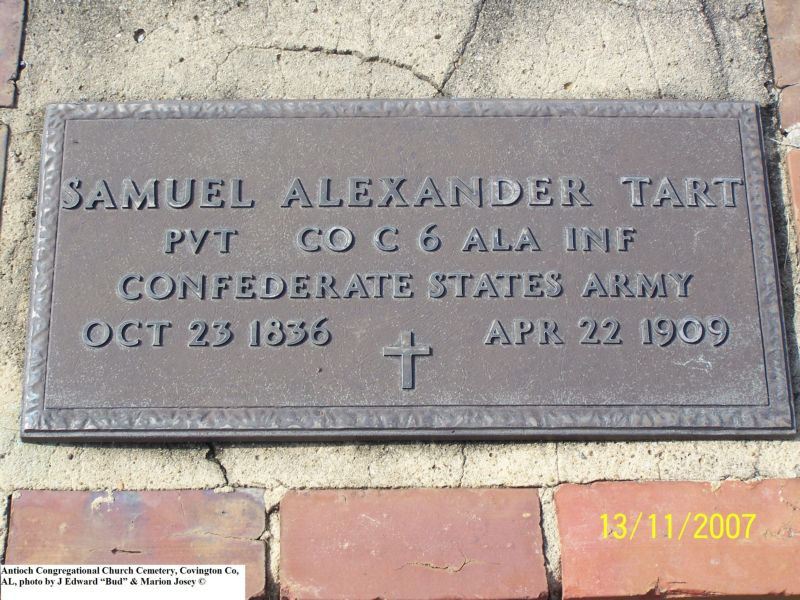 SAMUEL ALEXANDER TART
PVT CO C 6 ALA INF
CONFEDERATE STATES ARMY
OCT 23 1836 APR 22 1909
13/11/2007
Antioch Congregational Church Cemetery, Covington Co,
AL, photo by J Edward “Bud” & Marion Josey ©